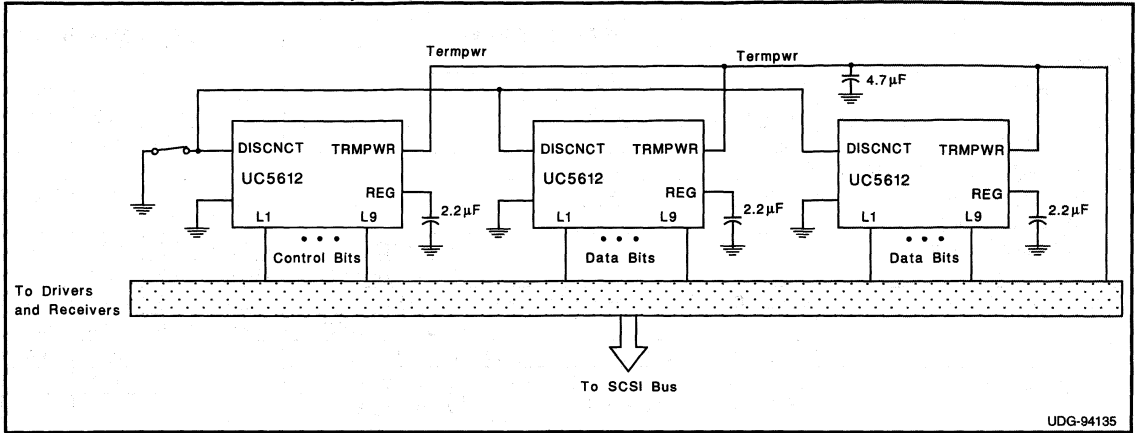 Termpwr
Termpwr
4.7µF
DISCNCT TRMPWR
UC5612
REG
L1 L9
2.2µF
Control Bits
DISCNCT TRMPWR
UC5612
REG
L1 L9
2.2µF
Data Bits
DISCNCT TRMPWR
UC5612
REG
L1 L9
2.2µF
Data Bits
To Drivers
and Receivers
To SCSI Bus
UDG-94135